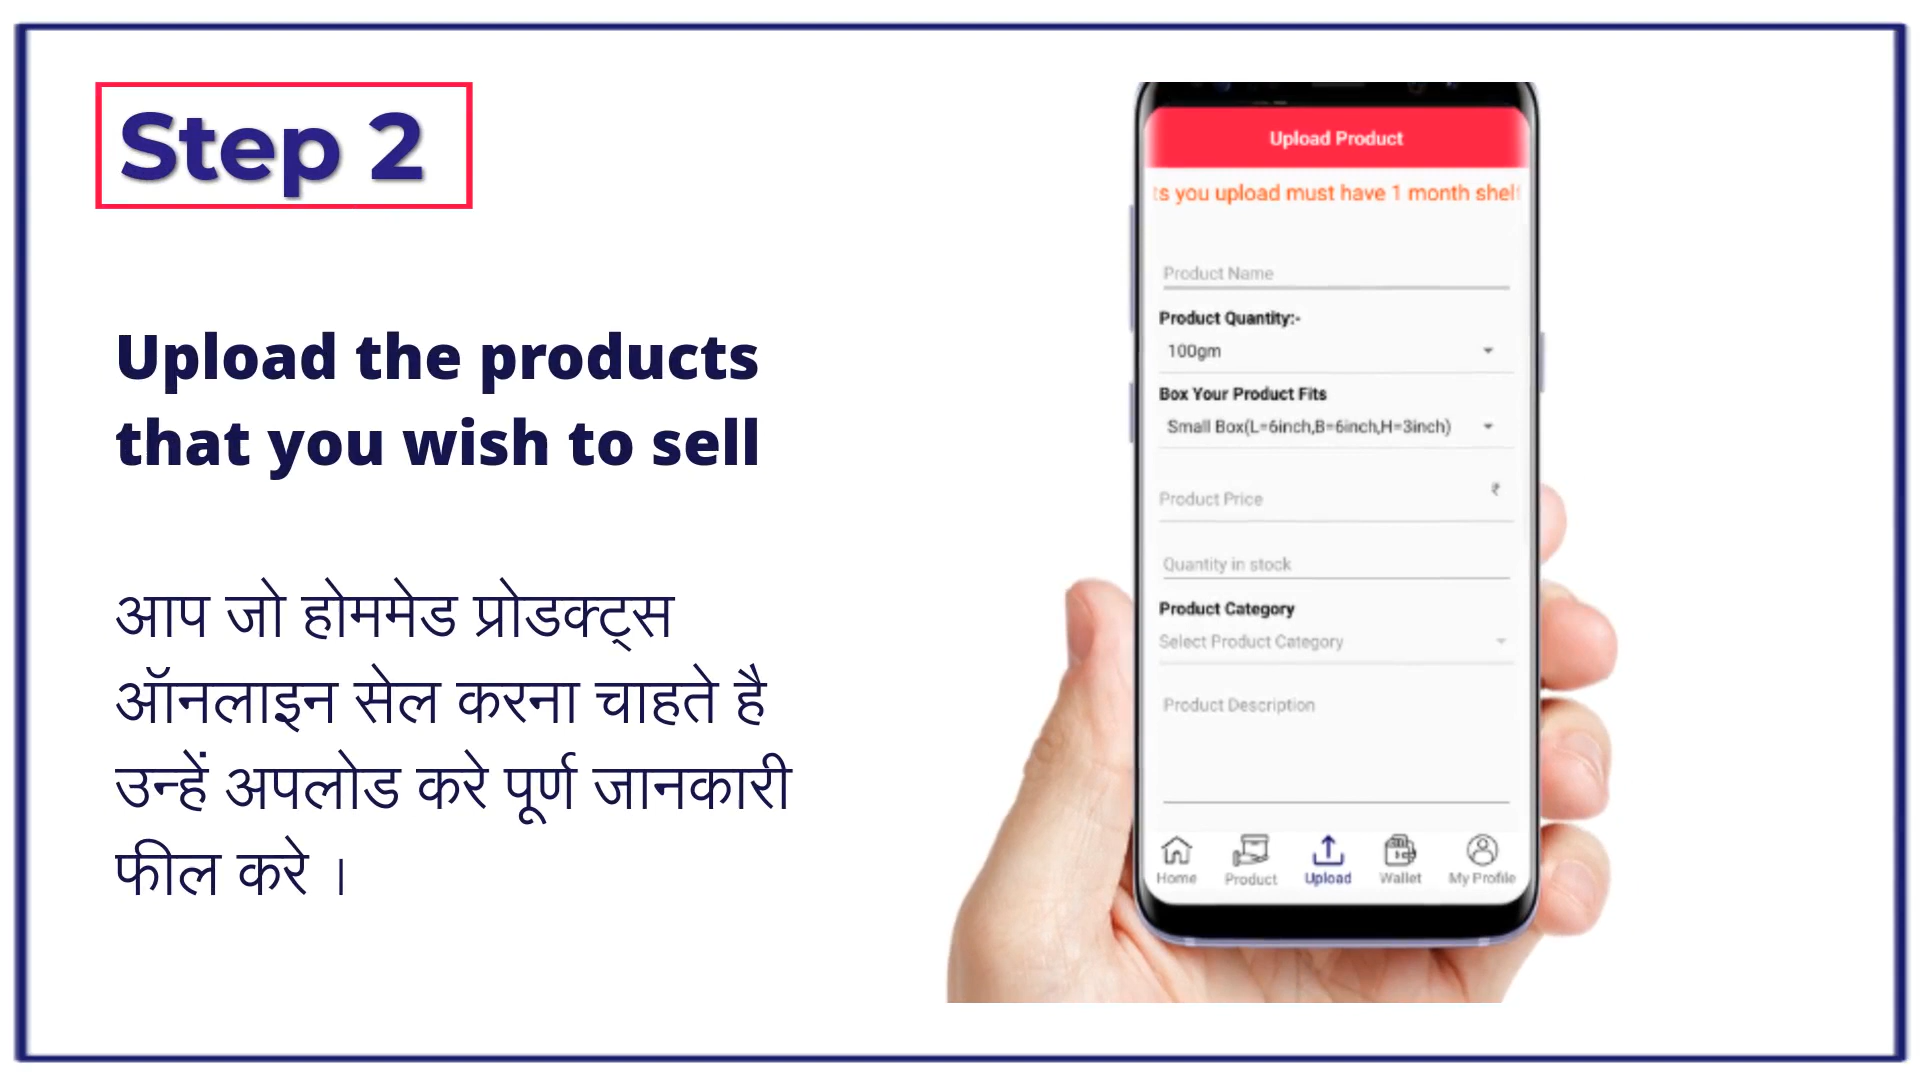 Step 2
Upload the products
that you wish to sell
आप जो होममेड प्रोडक्ट्स
ऑनलाइन सेल करना चाहते है
उन्हें अपलोड करे पूर्ण जानकारी
फील करे ।
Upload Product
ts you upload must have 1 month shelf
Product Name
Product Quantity:-
100gm
Box Your Product Fits
Small Box(L=6inch,B=6inch,H=3inch)
Product Price ₹
Quantity in stock
Product Category
Select Product Category
Product Description
Home Product Upload Wallet My Profile